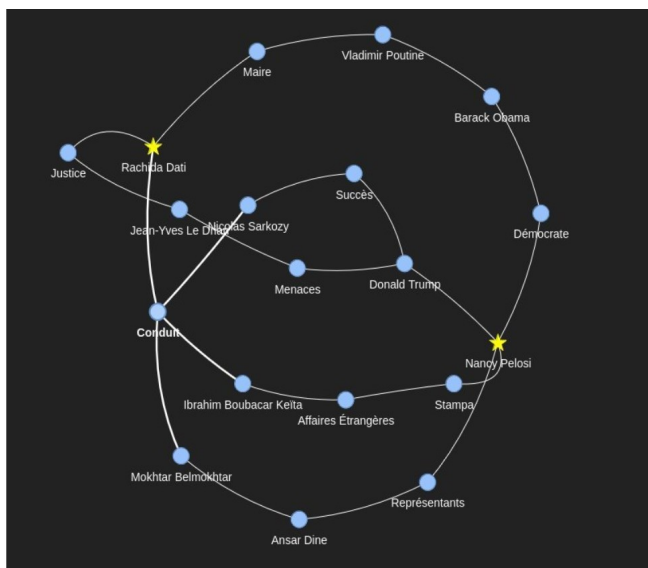 Vladimir Poutine
Maire
Barack Obama
Rachida Dati
Justice
Succès
Nicolas Sarkozy
Jean-Yves Le Drian
Démocrate
Menaces
Donald Trump
Conduit
Nancy Pelosi
Ibrahim Boubacar Keïta
Stampa
Affaires Étrangères
Mokhtar Belmokhtar
Représentants
Ansar Dine